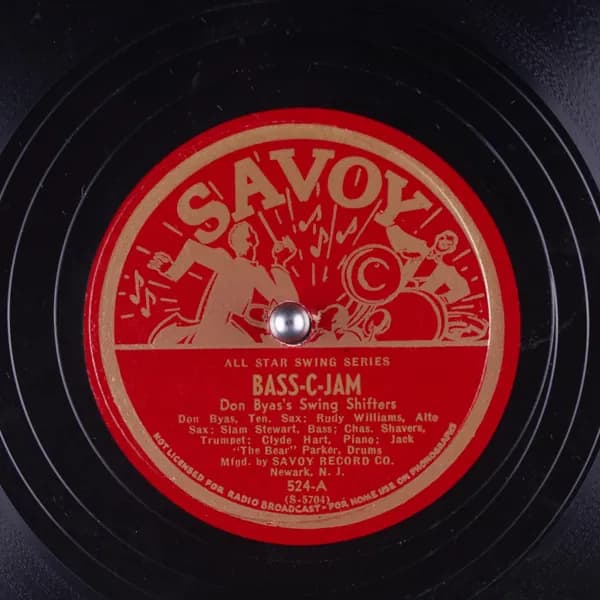 SAVOY
C
ALL STAR SWING SERIES
BASS-C-JAM
Don Byas's Swing Shifters
Don Byas, Ten. Sax; Rudy Williams, Alto
Sax; Slam Stewart, Bass; Chas. Shavers,
Trumpet; Clyde Hart, Piano; Jack
"The Bear" Parker, Drums
Mfgd. by SAVOY RECORD CO.
Newark, N. J.
524-A
(S-5704)
NOT LICENSED FOR RADIO BROADCAST - FOR HOME USE ON PHONOGRAPHS